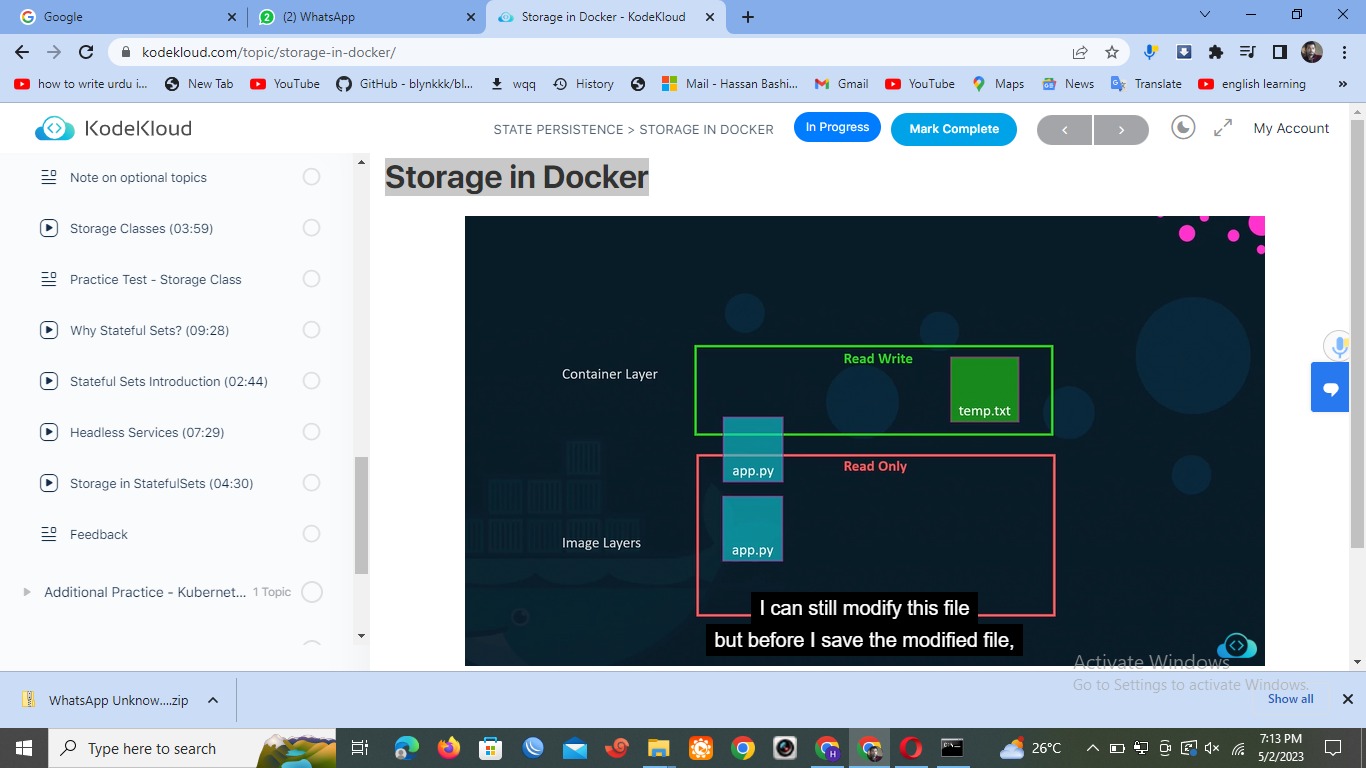 Google
(2) WhatsApp
Storage in Docker - KodeKloud
kodekloud.com/topic/storage-in-docker/
how to write urdu i...
New Tab
YouTube
GitHub - blynkkk/bl...
wqq
History
Mail - Hassan Bashi...
Gmail
YouTube
Maps
News
Translate
english learning
»
KodeKloud
STATE PERSISTENCE > STORAGE IN DOCKER
In Progress
Mark Complete
My Account
Note on optional topics
Storage Classes (03:59)
Practice Test - Storage Class
Why Stateful Sets? (09:28)
Stateful Sets Introduction (02:44)
Headless Services (07:29)
Storage in StatefulSets (04:30)
Feedback
Additional Practice - Kubernet... 1 Topic
Storage in Docker
Read Write
Container Layer
temp.txt
app.py
Read Only
app.py
Image Layers
I can still modify this file
but before I save the modified file,
Activate Windows
Go to Settings to activate Windows.
WhatsApp Unknow....zip
Show all
Type here to search
26°C
7:13 PM
5/2/2023